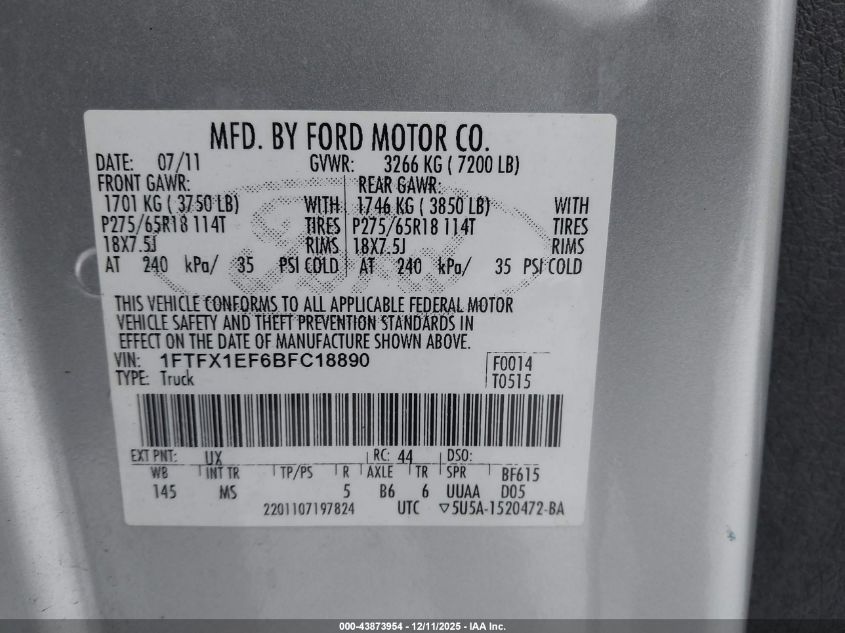 MFD. BY FORD MOTOR CO.
DATE: 07/11 GVWR: 3266 KG ( 7200 LB)
FRONT GAWR: REAR GAWR:
1701 KG ( 3750 LB) WITH 1746 KG ( 3850 LB) WITH
P275/65R18 114T TIRES P275/65R18 114T TIRES
18X7.5J RIMS 18X7.5J RIMS
AT 240 kPa/ 35 PSI COLD AT 240 kPa/ 35 PSI COLD
THIS VEHICLE CONFORMS TO ALL APPLICABLE FEDERAL MOTOR
VEHICLE SAFETY AND THEFT PREVENTION STANDARDS IN
EFFECT ON THE DATE OF MANUFACTURE SHOWN ABOVE.
VIN: 1FTFX1EF6BFC18890 F0014
TYPE: Truck T0515
EXT PNT: UX RC: 44 DSO:
WB INT TR TP/PS R AXLE TR SPR BF615
145 MS 5 B6 6 UUAA D05
2201107197824 UTC ▽5U5A-1520472-BA
000-43873954 - 12/11/2025 - IAA Inc.